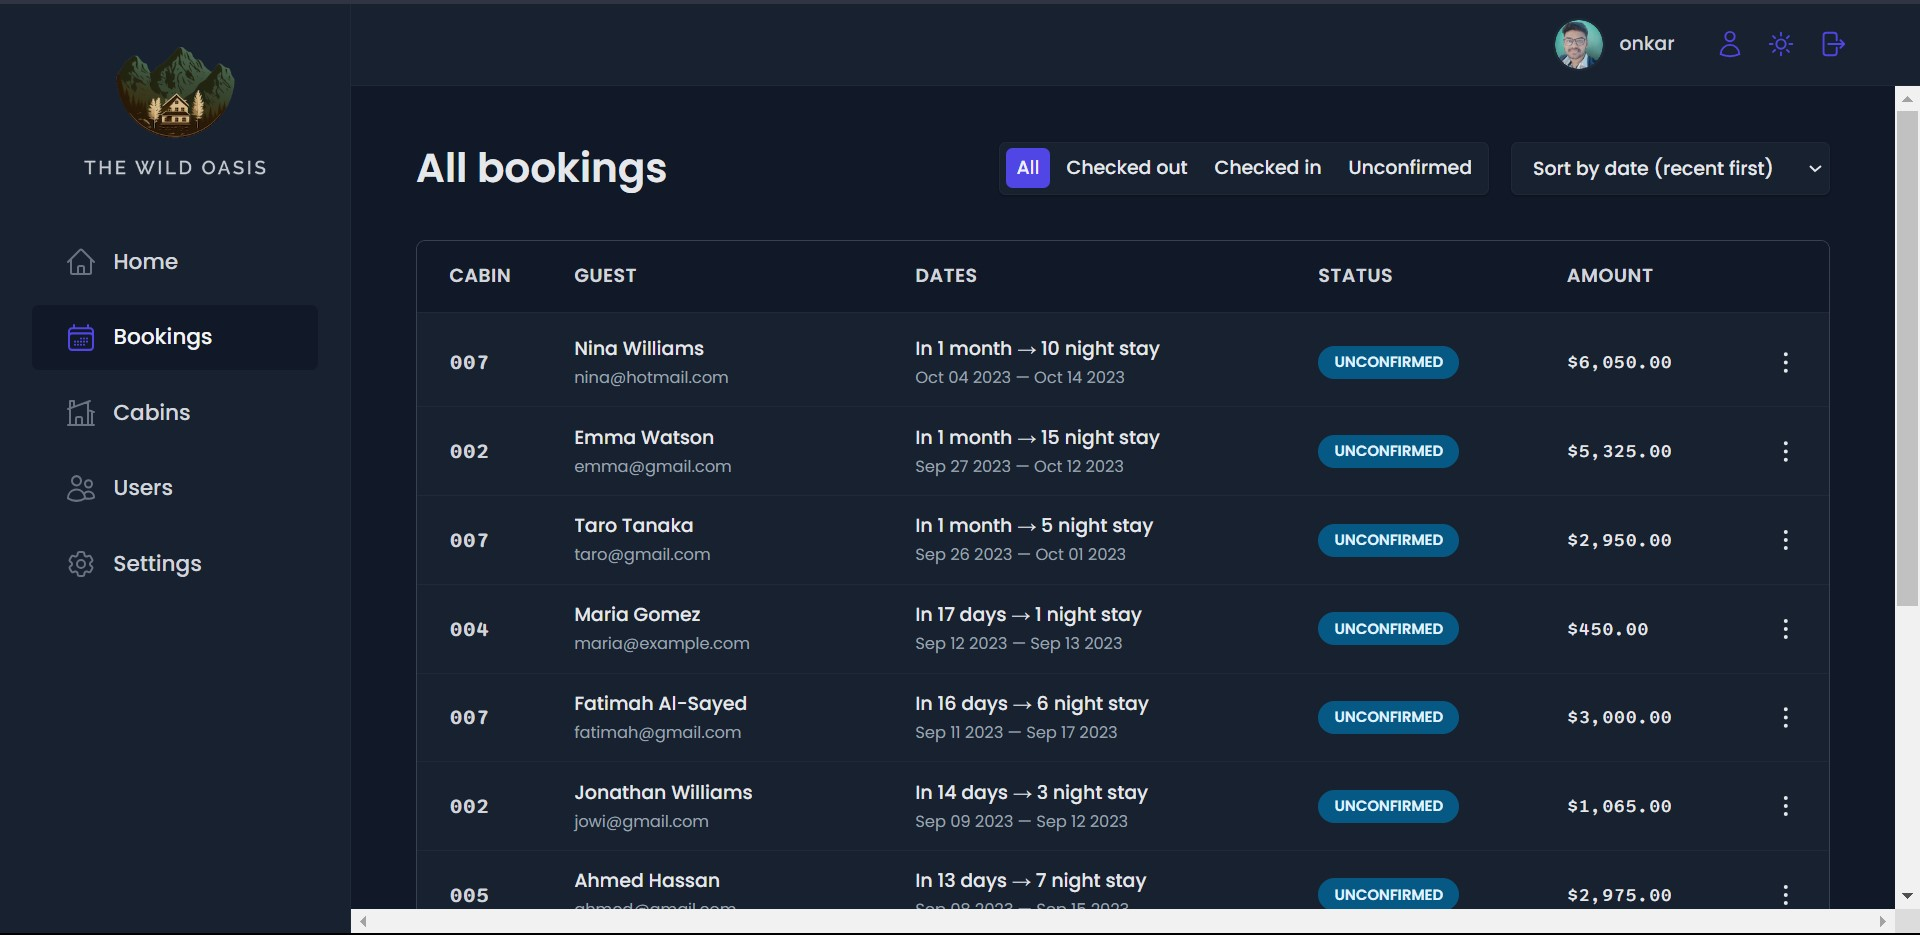 THE WILD OASIS
Home
Bookings
Cabins
Users
Settings
onkar
All bookings
All Checked out Checked in Unconfirmed Sort by date (recent first)
CABIN GUEST DATES STATUS AMOUNT
007 Nina Williams In 1 month → 10 night stay UNCONFIRMED $6,050.00
nina@hotmail.com Oct 04 2023 — Oct 14 2023
002 Emma Watson In 1 month → 15 night stay UNCONFIRMED $5,325.00
emma@gmail.com Sep 27 2023 — Oct 12 2023
007 Taro Tanaka In 1 month → 5 night stay UNCONFIRMED $2,950.00
taro@gmail.com Sep 26 2023 — Oct 01 2023
004 Maria Gomez In 17 days → 1 night stay UNCONFIRMED $450.00
maria@example.com Sep 12 2023 — Sep 13 2023
007 Fatimah Al-Sayed In 16 days → 6 night stay UNCONFIRMED $3,000.00
fatimah@gmail.com Sep 11 2023 — Sep 17 2023
002 Jonathan Williams In 14 days → 3 night stay UNCONFIRMED $1,065.00
jowi@gmail.com Sep 09 2023 — Sep 12 2023
005 Ahmed Hassan In 13 days → 7 night stay UNCONFIRMED $2,975.00
ahmed@gmail.com Sep 08 2023 — Sep 15 2023